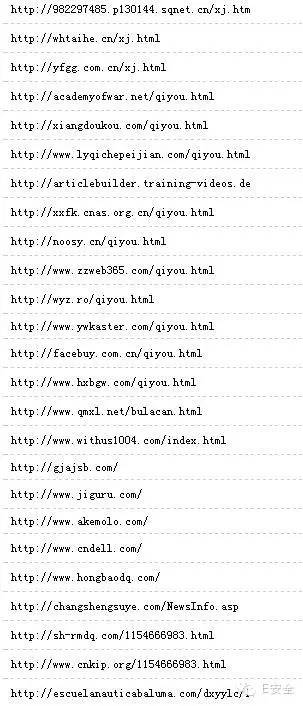 http://982297485.p130144.sqnet.cn/xj.htm
http://whtaihe.cn/xj.html
http://yfgg.com.cn/xj.html
http://academyofwar.net/qiyou.html
http://xiangdoukou.com/qiyou.html
http://www.lyqichepeijian.com/qiyou.html
http://articlebuilder.training-videos.de
http://xxfk.cnas.org.cn/qiyou.html
http://noosy.cn/qiyou.html
http://www.zzweb365.com/qiyou.html
http://wyz.ro/qiyou.html
http://www.ywkaster.com/qiyou.html
http://facebuy.com.cn/qiyou.html
http://www.hxbgw.com/qiyou.html
http://www.qmxl.net/bulacan.html
http://www.withus1004.com/index.html
http://gjajsb.com/
http://www.jiguru.com/
http://www.akemolo.com/
http://www.cndell.com/
http://www.hongbaodq.com/
http://changshengsuye.com/NewsInfo.asp
http://sh-rmdq.com/1154666983.html
http://www.cnkip.org/1154666983.html
http://escuelanauticabaluma.com/dxyylc/
E安全